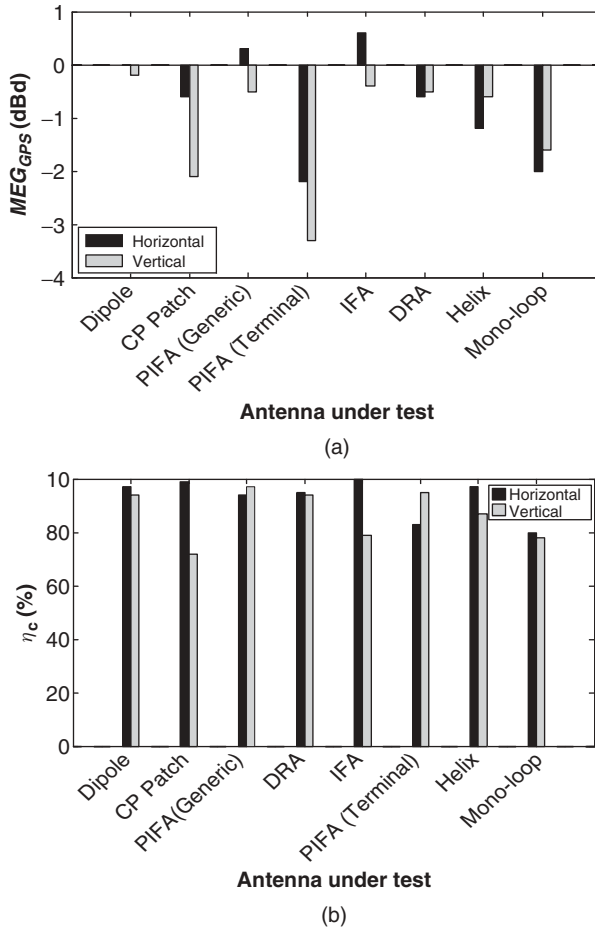 1
0
−1
−2
−3
−4
MEG_GPS (dBd)
Horizontal
Vertical
Dipole
CP Patch
PIFA (Generic)
PIFA (Terminal)
IFA
DRA
Helix
Mono-loop
Antenna under test
(a)
10
80
60
40
20
0
η_c (%)
Horizontal
Vertical
Dipole
CP Patch
PIFA(Generic)
DRA
IFA
PIFA (Terminal)
Helix
Mono-loop
Antenna under test
(b)